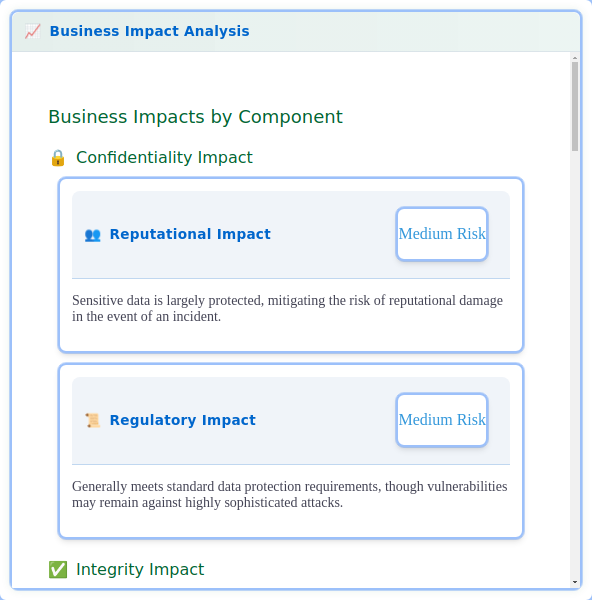 Business Impact Analysis
Business Impacts by Component
Confidentiality Impact
Reputational Impact
Medium Risk
Sensitive data is largely protected, mitigating the risk of reputational damage
in the event of an incident.
Regulatory Impact
Medium Risk
Generally meets standard data protection requirements, though vulnerabilities
may remain against highly sophisticated attacks.
Integrity Impact